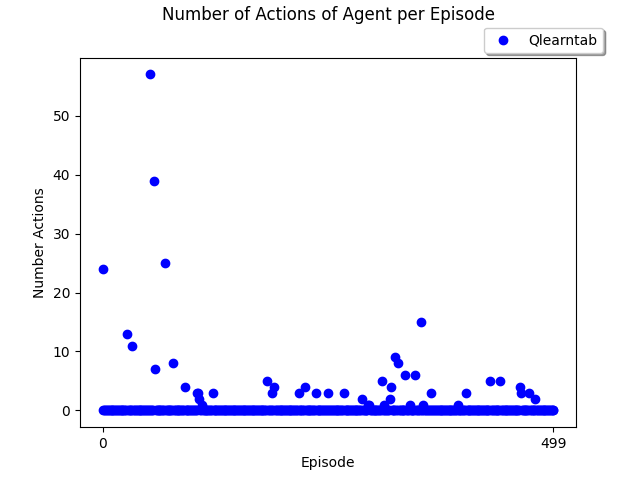 Number of Actions of Agent per Episode
Qlearntab
50
40
30
20
10
0
Number Actions
0 499
Episode